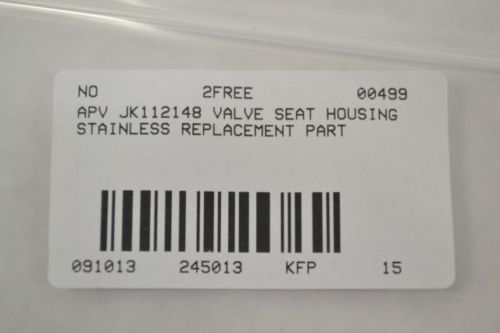 NO 2FREE 00499
APV JK112148 VALVE SEAT HOUSING
STAINLESS REPLACEMENT PART
091013 245013 KFP 15